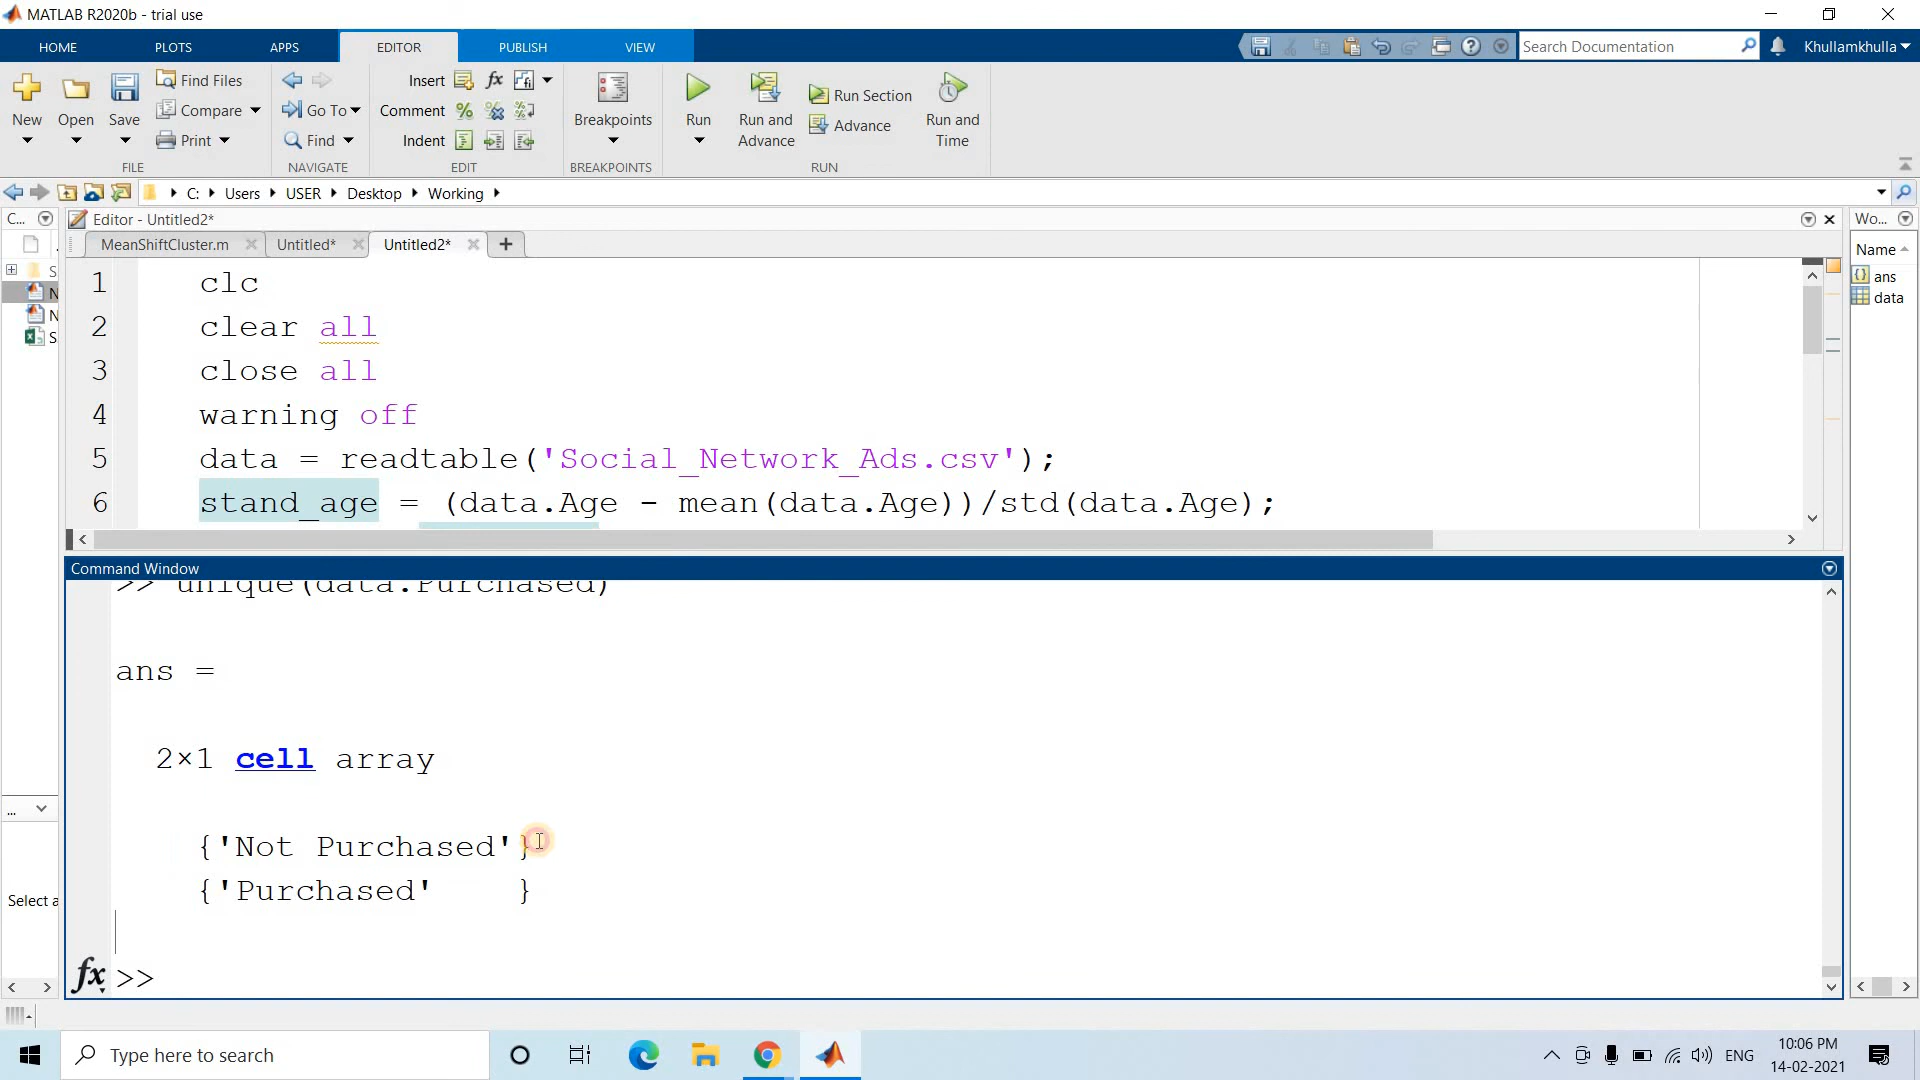 MATLAB R2020b - trial use
HOME PLOTS APPS EDITOR PUBLISH VIEW
Search Documentation
Khullamkhulla
New
Open
Save
Find Files
Compare
Print
FILE
Go To
Find
NAVIGATE
Insert
Comment
Indent
EDIT
Breakpoints
BREAKPOINTS
Run
Run and Advance
Run Section
Advance
Run and Time
RUN
C: Users USER Desktop Working
C...
Editor - Untitled2*
Wo...
MeanShiftCluster.m Untitled* Untitled2*
Name
ans
data
S
N
N
S
1 clc
2 clear all
3 close all
4 warning off
5 data = readtable('Social_Network_Ads.csv');
6 stand_age = (data.Age - mean(data.Age))/std(data.Age);
Command Window
>> unique(data.Purchased)
ans =
2×1 cell array
{'Not Purchased'}
{'Purchased' }
fx >>
...
Select a
Type here to search
ENG
10:06 PM
14-02-2021